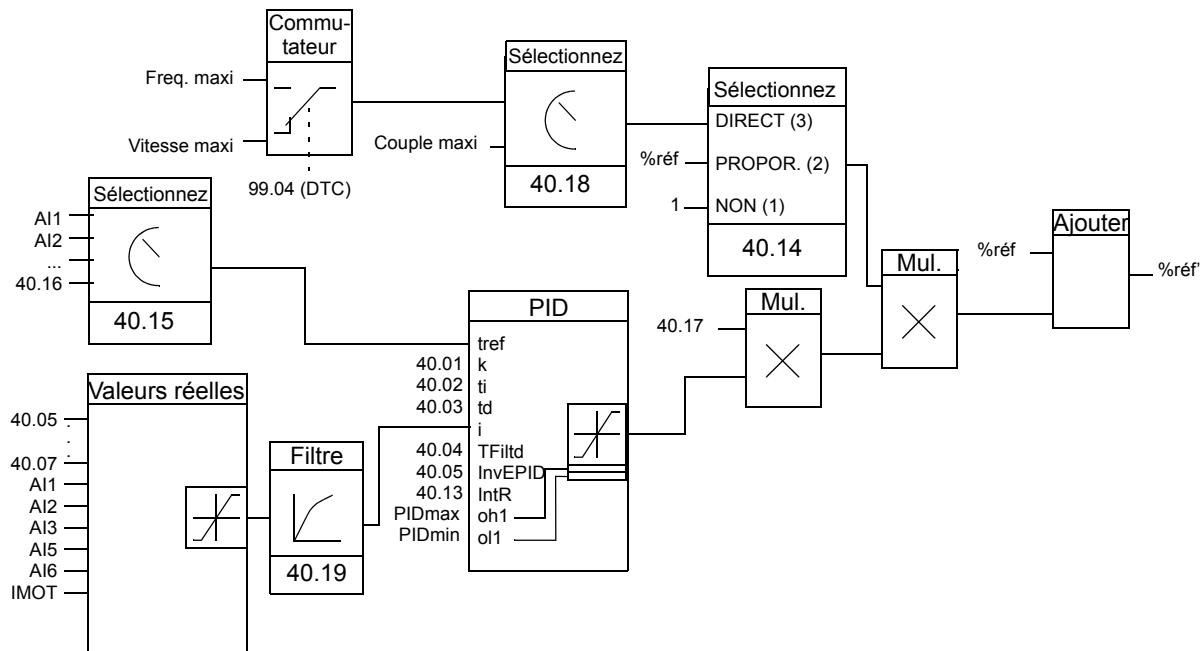 Commu-
tateur
Freq. maxi
Vitesse maxi
99.04 (DTC)
Sélectionnez
Couple maxi
40.18
Sélectionnez
DIRECT (3)
%réf
PROPOR. (2)
1
NON (1)
40.14
Sélectionnez
AI1
AI2
...
40.16
40.15
Mul.
%réf
Ajouter
%réf'
Mul.
40.17
PID
tref
40.01
k
40.02
ti
40.03
td
i
40.04
TFiltd
40.05
InvEPID
40.13
IntR
PIDmax
oh1
PIDmin
ol1
Valeurs réelles
40.05
.
.
40.07
AI1
AI2
AI3
AI5
AI6
IMOT
Filtre
40.19